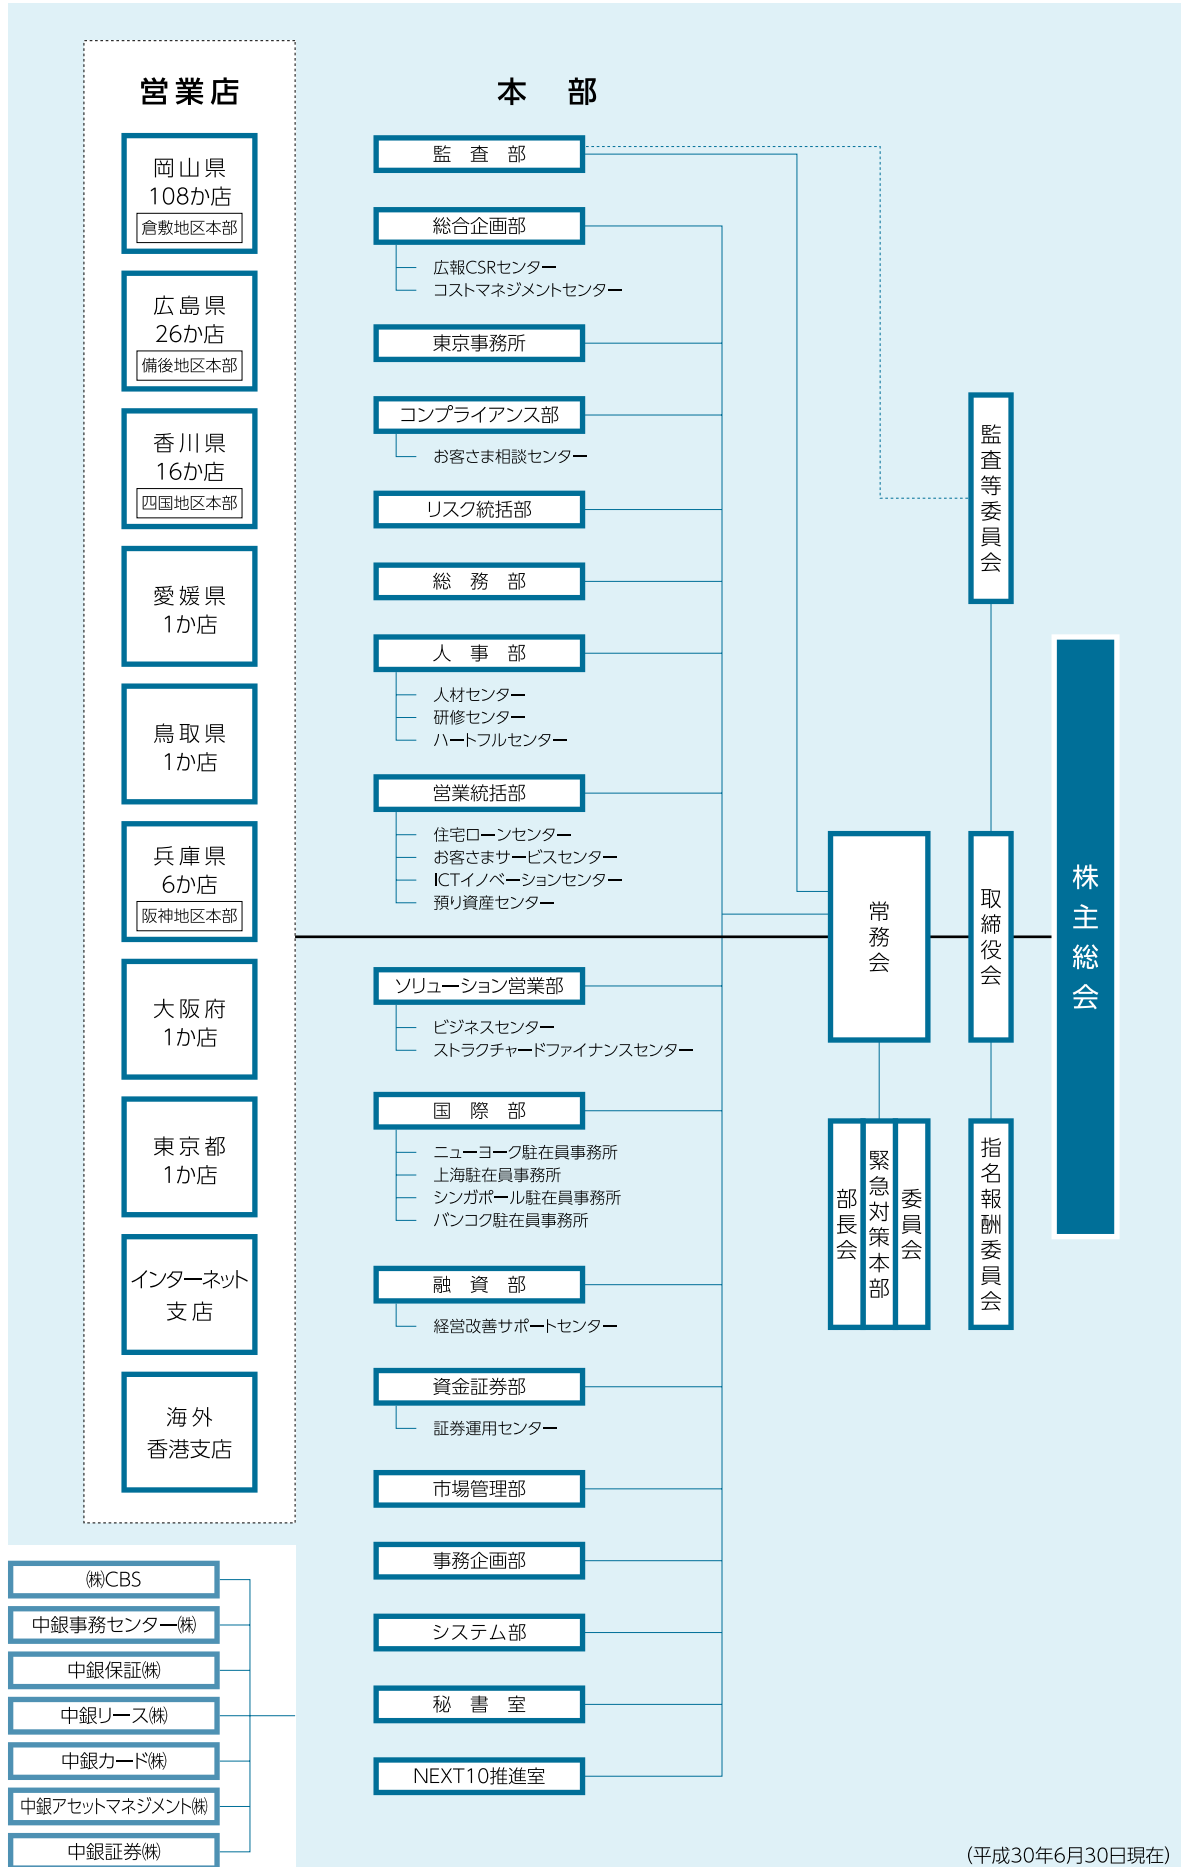 営業店
岡山県
108か店
倉敷地区本部
広島県
26か店
備後地区本部
香川県
16か店
四国地区本部
愛媛県
1か店
鳥取県
1か店
兵庫県
6か店
阪神地区本部
大阪府
1か店
東京都
1か店
インターネット
支店
海外
香港支店
本部
監査部
総合企画部
広報CSRセンター
コストマネジメントセンター
東京事務所
コンプライアンス部
お客さま相談センター
リスク統括部
総務部
人事部
人材センター
研修センター
ハートフルセンター
営業統括部
住宅ローンセンター
お客さまサービスセンター
ICTイノベーションセンター
預り資産センター
ソリューション営業部
ビジネスセンター
ストラクチャードファイナンスセンター
国際部
ニューヨーク駐在員事務所
上海駐在員事務所
シンガポール駐在員事務所
バンコク駐在員事務所
融資部
経営改善サポートセンター
資金証券部
証券運用センター
市場管理部
事務企画部
システム部
秘書室
NEXT10推進室
常務会
部長会
緊急対策本部
委員会
監査等委員会
取締役会
指名報酬委員会
株主総会
㈱CBS
中銀事務センター㈱
中銀保証㈱
中銀リース㈱
中銀カード㈱
中銀アセットマネジメント㈱
中銀証券㈱
(平成30年6月30日現在)